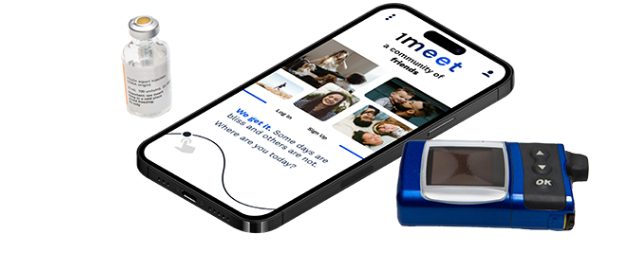 1meet
a community of
friends
Log In
Sign Up
We get it. Some days are
bliss and others are not.
Where are you today?
OK